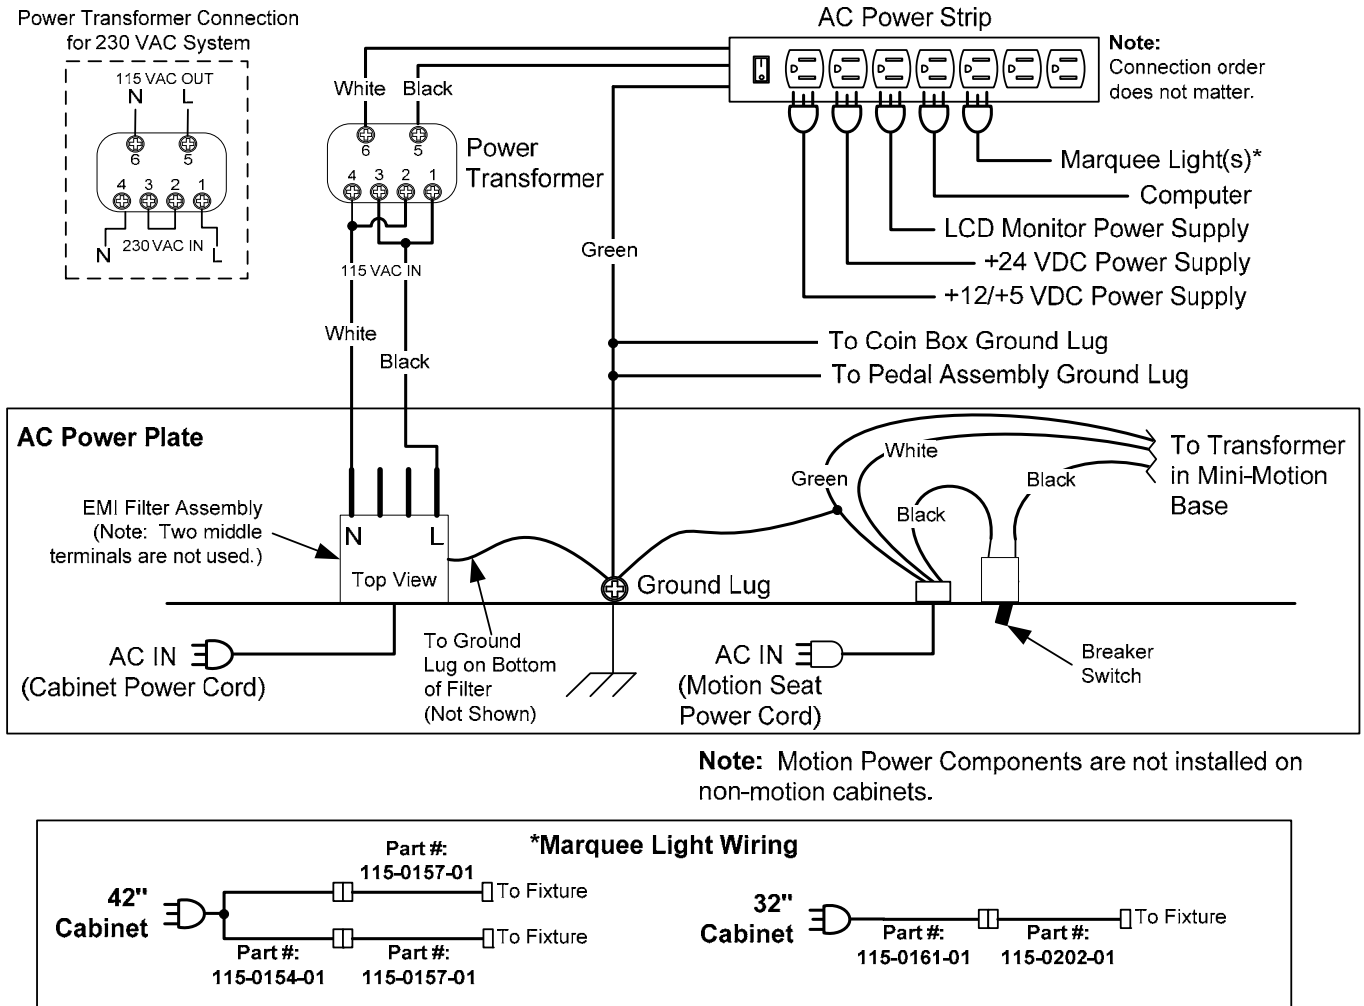 Power Transformer Connection
for 230 VAC System
115 VAC OUT
N L
6 5
4 3 2 1
230 VAC IN
N L
White Black
6 5
4 3 2 1
Power
Transformer
115 VAC IN
White
Black
Green
AC Power Strip
Note:
Connection order
does not matter.
Marquee Light(s)*
Computer
LCD Monitor Power Supply
+24 VDC Power Supply
+12/+5 VDC Power Supply
To Coin Box Ground Lug
To Pedal Assembly Ground Lug
AC Power Plate
EMI Filter Assembly
(Note: Two middle
terminals are not used.)
N L
Top View
Ground Lug
Green
White
Black
Black
To Transformer
in Mini-Motion
Base
AC IN
(Cabinet Power Cord)
To Ground
Lug on Bottom
of Filter
(Not Shown)
AC IN
(Motion Seat
Power Cord)
Breaker
Switch
Note: Motion Power Components are not installed on
non-motion cabinets.
*Marquee Light Wiring
42"
Cabinet
Part #:
115-0157-01
To Fixture
To Fixture
Part #:
115-0154-01
Part #:
115-0157-01
32"
Cabinet
To Fixture
Part #:
115-0161-01
Part #:
115-0202-01